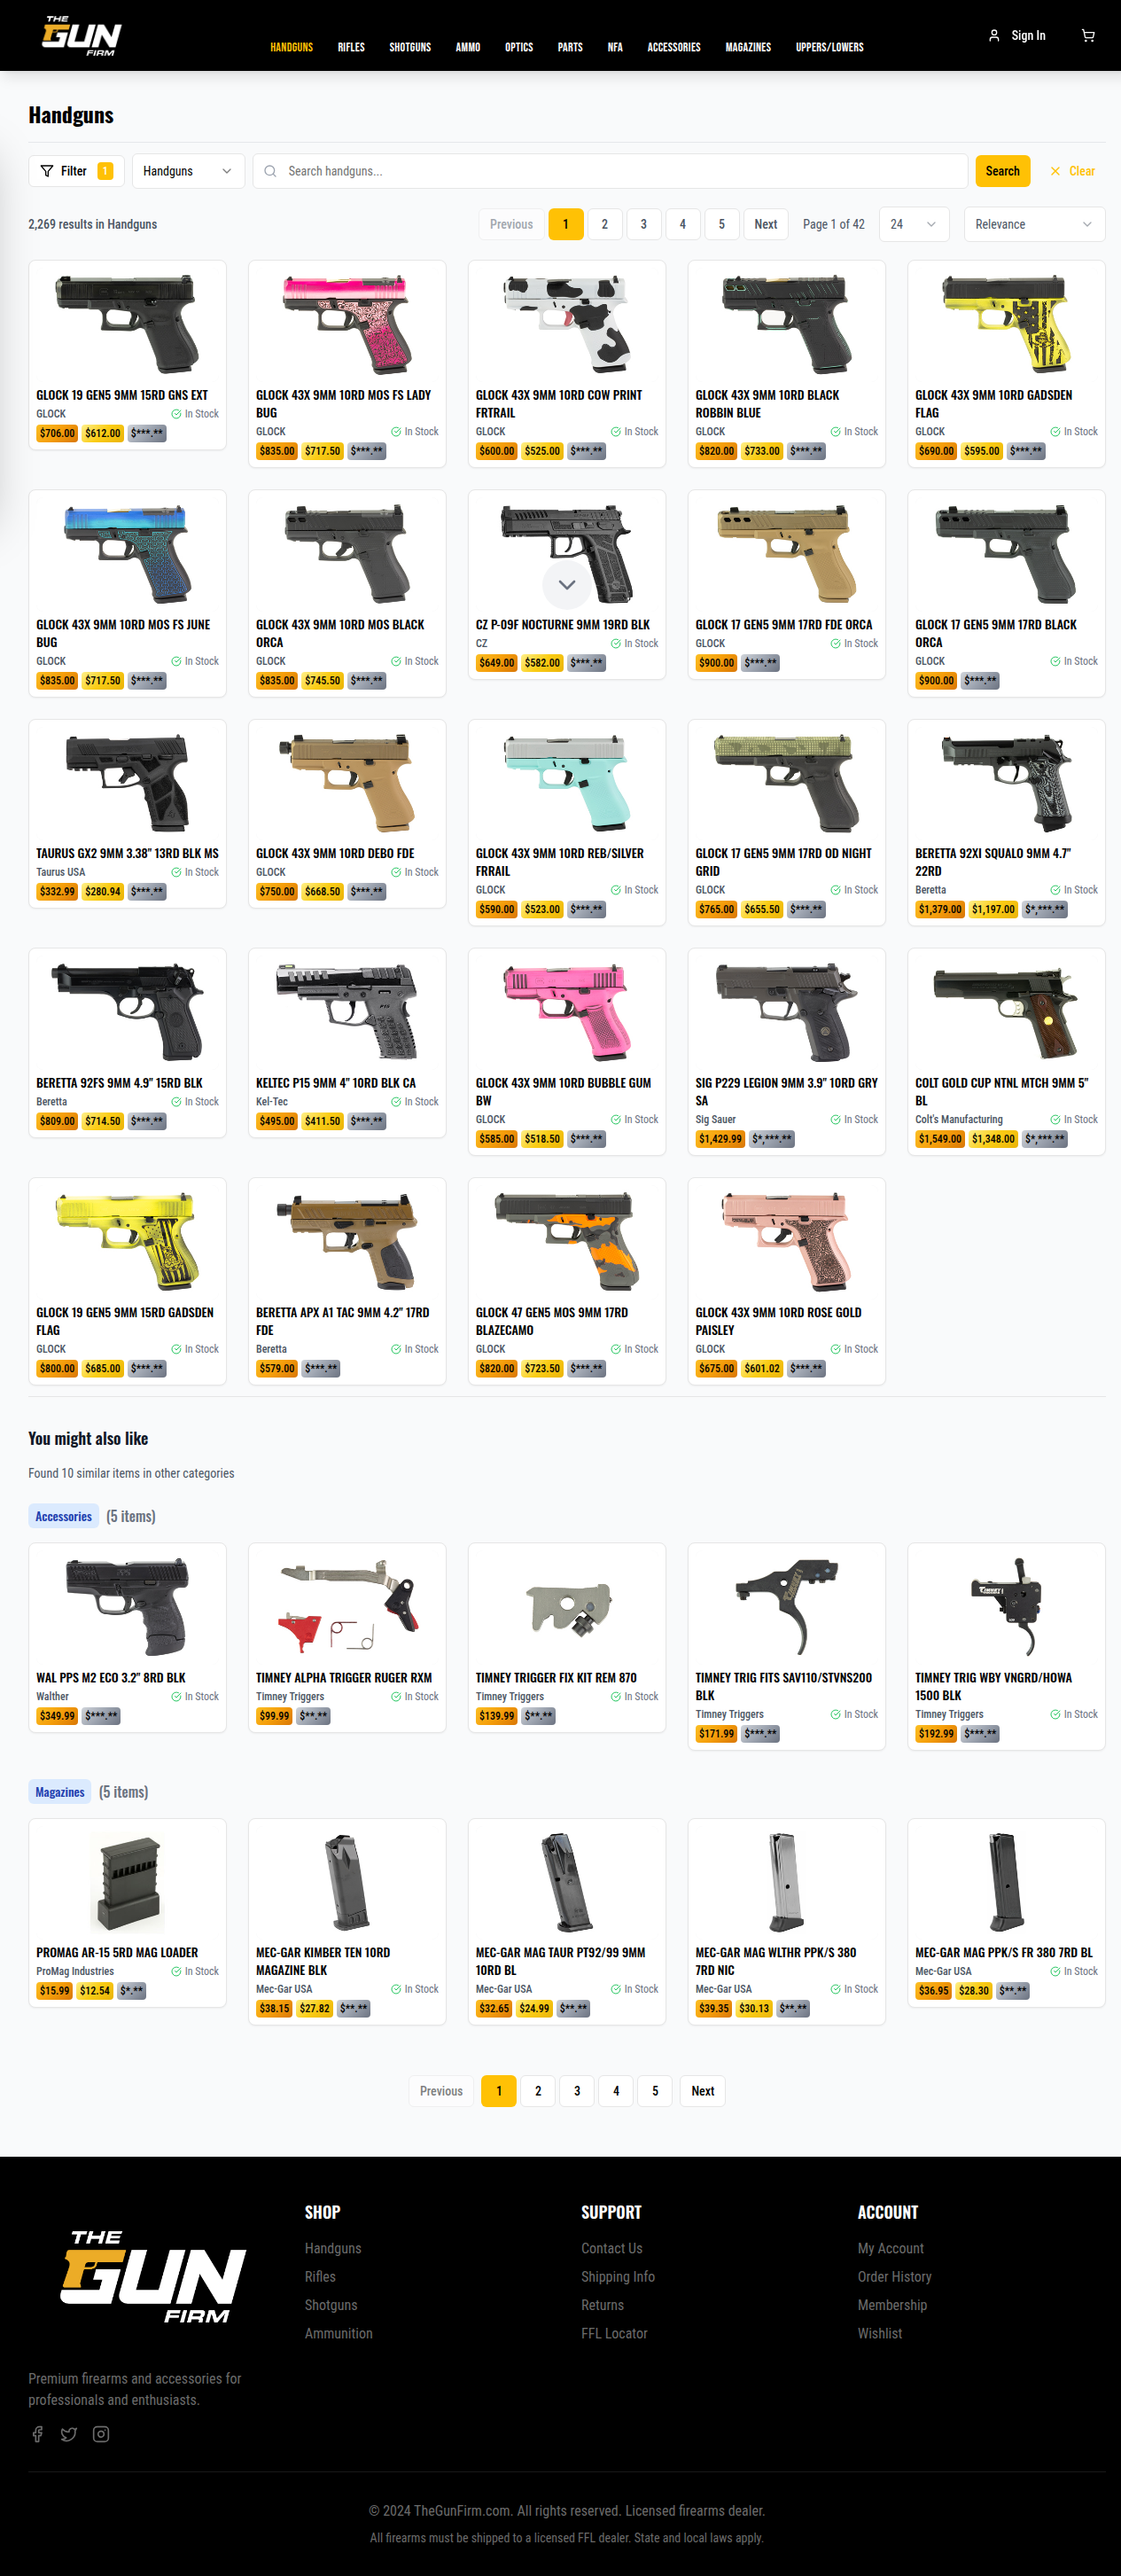 THE
GUN
FIRM
HANDGUNS RIFLES SHOTGUNS AMMO OPTICS PARTS NFA ACCESSORIES MAGAZINES UPPERS/LOWERS
Sign In
Handguns
Filter 1
Handguns
Search handguns...
Search
Clear
2,269 results in Handguns
Previous 1 2 3 4 5 Next
Page 1 of 42
24
Relevance
GLOCK 19 GEN5 9MM 15RD GNS EXT
GLOCK In Stock
$706.00 $612.00 $***.**
GLOCK 43X 9MM 10RD MOS FS LADY
BUG
GLOCK In Stock
$835.00 $717.50 $***.**
GLOCK 43X 9MM 10RD COW PRINT
FRTRAIL
GLOCK In Stock
$600.00 $525.00 $***.**
GLOCK 43X 9MM 10RD BLACK
ROBBIN BLUE
GLOCK In Stock
$820.00 $733.00 $***.**
GLOCK 43X 9MM 10RD GADSDEN
FLAG
GLOCK In Stock
$690.00 $595.00 $***.**
GLOCK 43X 9MM 10RD MOS FS JUNE
BUG
GLOCK In Stock
$835.00 $717.50 $***.**
GLOCK 43X 9MM 10RD MOS BLACK
ORCA
GLOCK In Stock
$835.00 $745.50 $***.**
CZ P-09F NOCTURNE 9MM 19RD BLK
CZ In Stock
$649.00 $582.00 $***.**
GLOCK 17 GEN5 9MM 17RD FDE ORCA
GLOCK In Stock
$900.00 $***.**
GLOCK 17 GEN5 9MM 17RD BLACK
ORCA
GLOCK In Stock
$900.00 $***.**
TAURUS GX2 9MM 3.38" 13RD BLK MS
Taurus USA In Stock
$332.99 $280.94 $***.**
GLOCK 43X 9MM 10RD DEBO FDE
GLOCK In Stock
$750.00 $668.50 $***.**
GLOCK 43X 9MM 10RD REB/SILVER
FRRAIL
GLOCK In Stock
$590.00 $523.00 $***.**
GLOCK 17 GEN5 9MM 17RD OD NIGHT
GRID
GLOCK In Stock
$765.00 $655.50 $***.**
BERETTA 92XI SQUALO 9MM 4.7"
22RD
Beretta In Stock
$1,379.00 $1,197.00 $*,***.**
BERETTA 92FS 9MM 4.9" 15RD BLK
Beretta In Stock
$809.00 $714.50 $***.**
KELTEC P15 9MM 4" 10RD BLK CA
Kel-Tec In Stock
$495.00 $411.50 $***.**
GLOCK 43X 9MM 10RD BUBBLE GUM
BW
GLOCK In Stock
$585.00 $518.50 $***.**
SIG P229 LEGION 9MM 3.9" 10RD GRY
SA
Sig Sauer In Stock
$1,429.99 $*,***.**
COLT GOLD CUP NTNL MTCH 9MM 5"
BL
Colt's Manufacturing In Stock
$1,549.00 $1,348.00 $*,***.**
GLOCK 19 GEN5 9MM 15RD GADSDEN
FLAG
GLOCK In Stock
$800.00 $685.00 $***.**
BERETTA APX A1 TAC 9MM 4.2" 17RD
FDE
Beretta In Stock
$579.00 $***.**
GLOCK 47 GEN5 MOS 9MM 17RD
BLAZECAMO
GLOCK In Stock
$820.00 $723.50 $***.**
GLOCK 43X 9MM 10RD ROSE GOLD
PAISLEY
GLOCK In Stock
$675.00 $601.02 $***.**
You might also like
Found 10 similar items in other categories
Accessories (5 items)
WAL PPS M2 ECO 3.2" 8RD BLK
Walther In Stock
$349.99 $***.**
TIMNEY ALPHA TRIGGER RUGER RXM
Timney Triggers In Stock
$99.99 $**.**
TIMNEY TRIGGER FIX KIT REM 870
Timney Triggers In Stock
$139.99 $**.**
TIMNEY TRIG FITS SAV110/STVNS200
BLK
Timney Triggers In Stock
$171.99 $***.**
TIMNEY TRIG WBY VNGRD/HOWA
1500 BLK
Timney Triggers In Stock
$192.99 $***.**
Magazines (5 items)
PROMAG AR-15 5RD MAG LOADER
ProMag Industries In Stock
$15.99 $12.54 $*.**
MEC-GAR KIMBER TEN 10RD
MAGAZINE BLK
Mec-Gar USA In Stock
$38.15 $27.82 $**.**
MEC-GAR MAG TAUR PT92/99 9MM
10RD BL
Mec-Gar USA In Stock
$32.65 $24.99 $**.**
MEC-GAR MAG WLTHR PPK/S 380
7RD NIC
Mec-Gar USA In Stock
$39.35 $30.13 $**.**
MEC-GAR MAG PPK/S FR 380 7RD BL
Mec-Gar USA In Stock
$36.95 $28.30 $**.**
Previous 1 2 3 4 5 Next
THE
GUN
FIRM
Premium firearms and accessories for
professionals and enthusiasts.
SHOP
Handguns
Rifles
Shotguns
Ammunition
SUPPORT
Contact Us
Shipping Info
Returns
FFL Locator
ACCOUNT
My Account
Order History
Membership
Wishlist
© 2024 TheGunFirm.com. All rights reserved. Licensed firearms dealer.
All firearms must be shipped to a licensed FFL dealer. State and local laws apply.